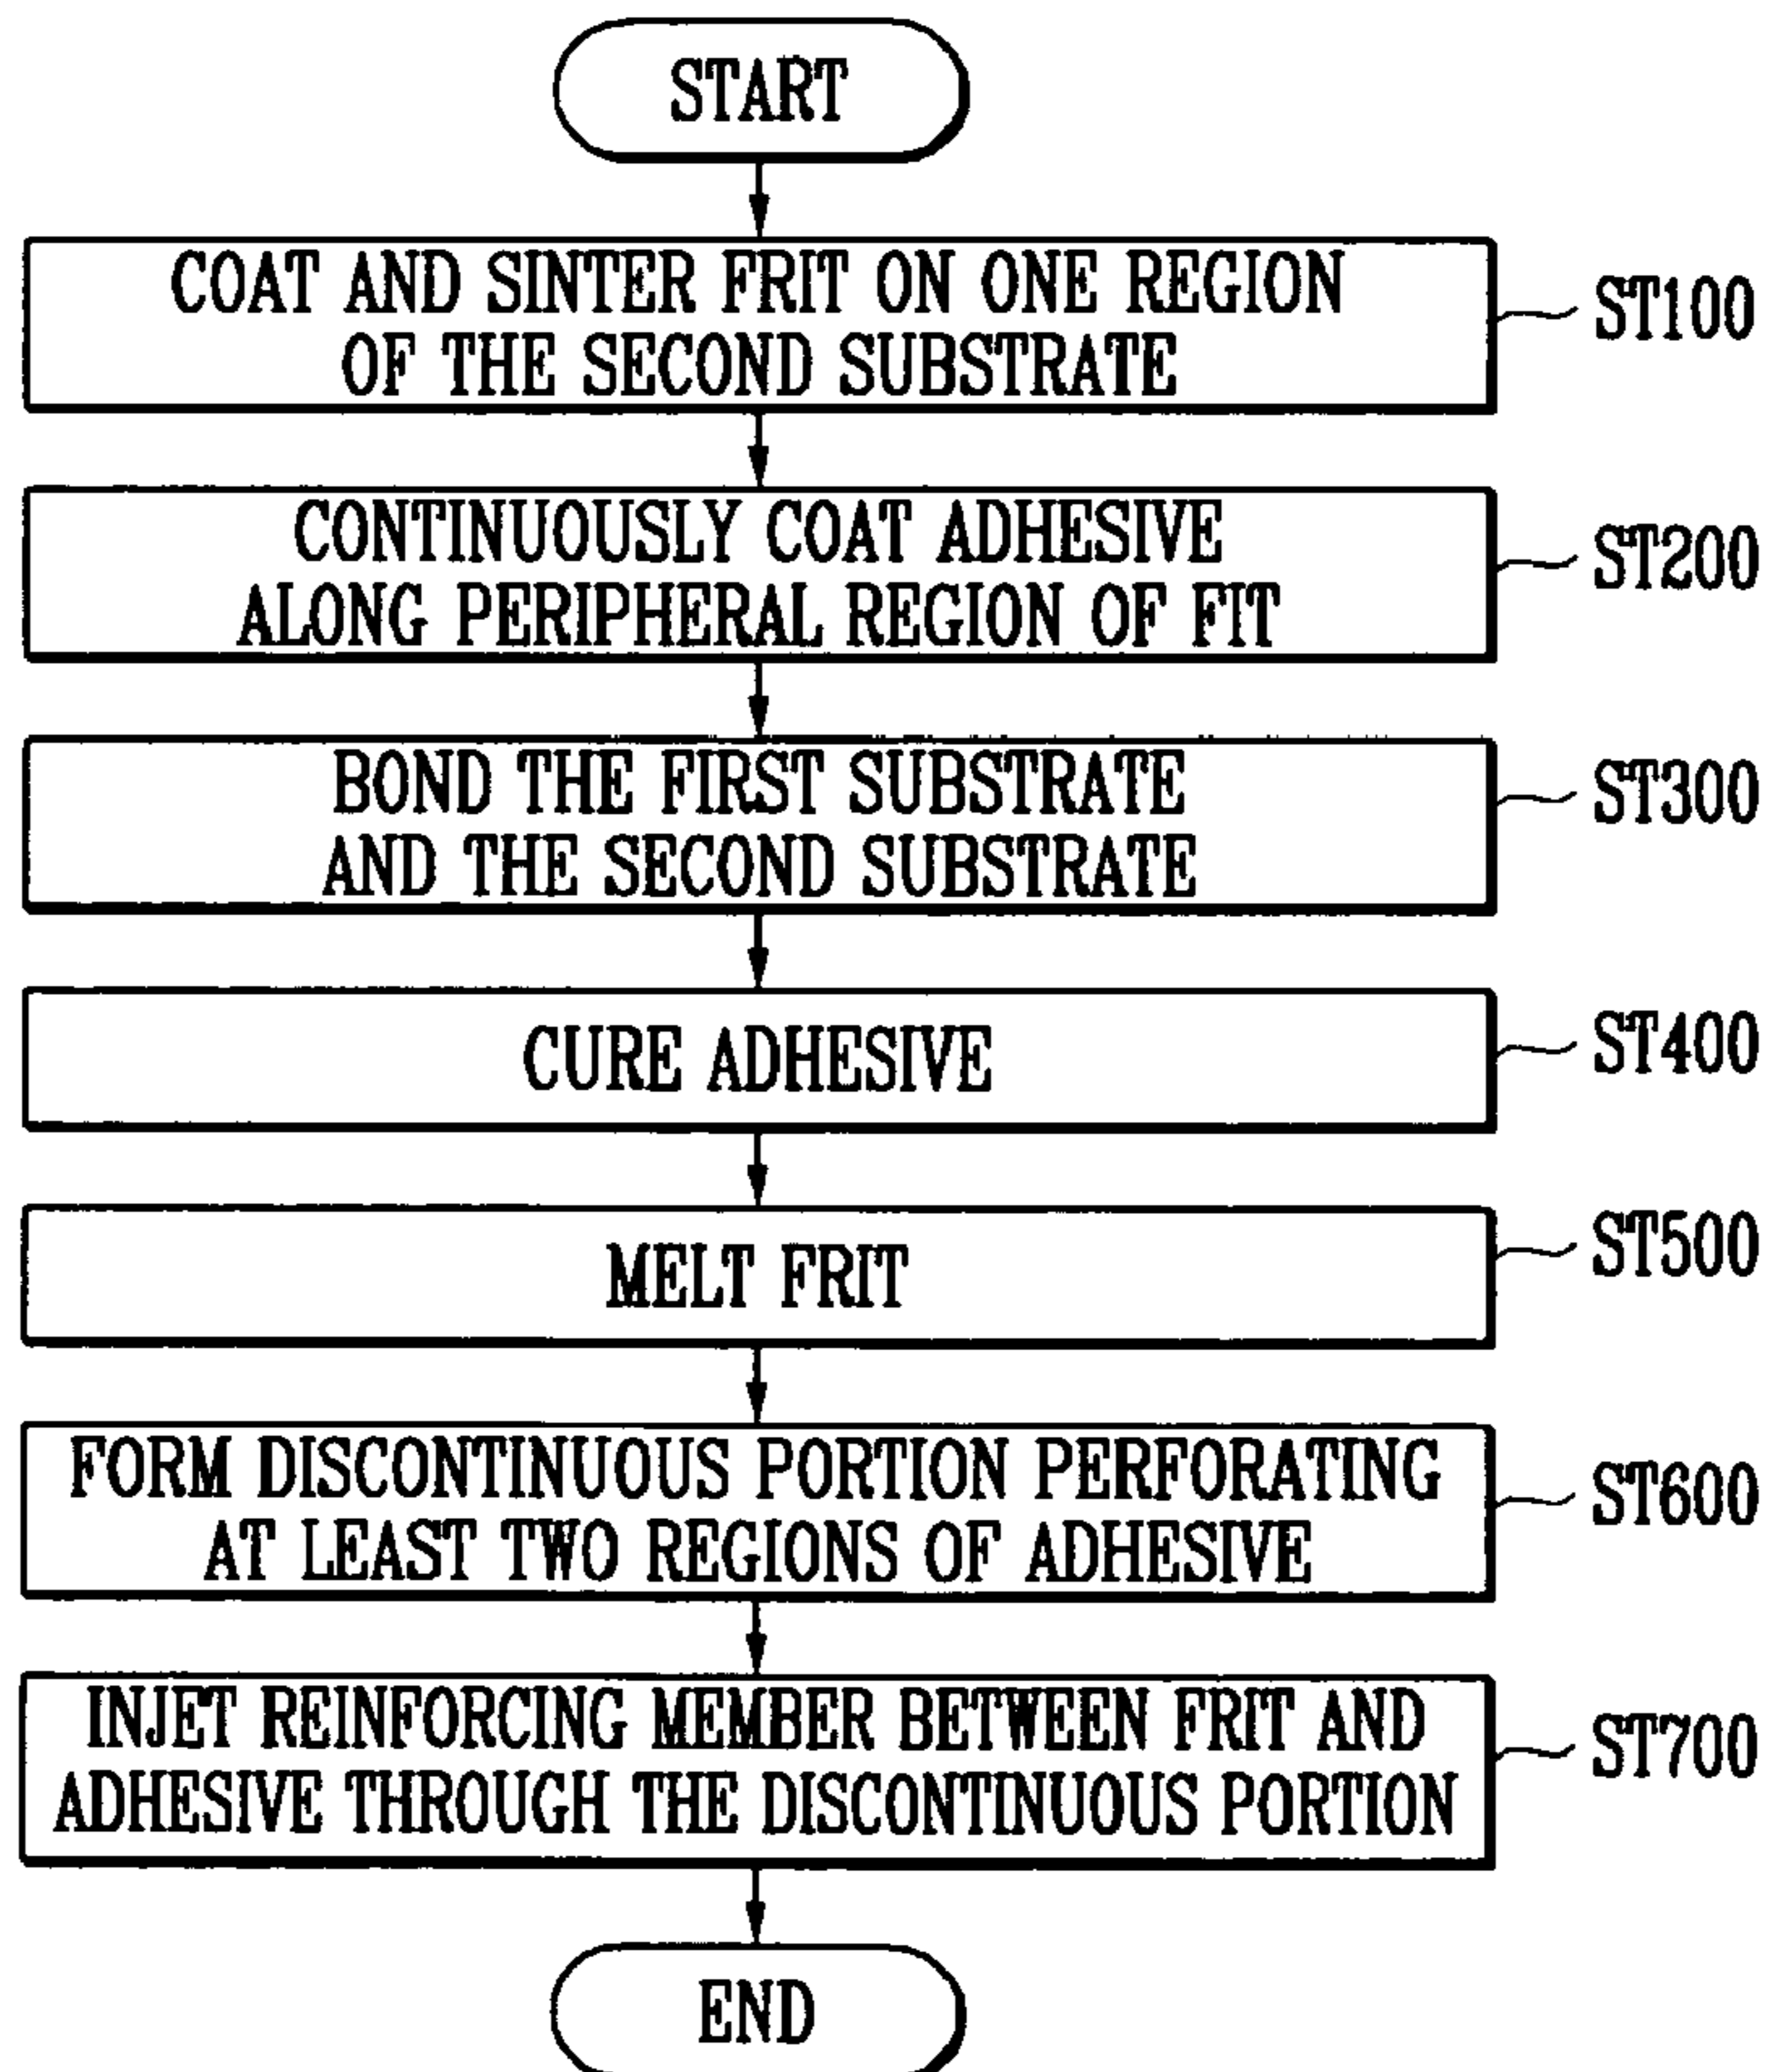 START
COAT AND SINTER FRIT ON ONE REGION
OF THE SECOND SUBSTRATE
ST100
CONTINUOUSLY COAT ADHESIVE
ALONG PERIPHERAL REGION OF FIT
ST200
BOND THE FIRST SUBSTRATE
AND THE SECOND SUBSTRATE
ST300
CURE ADHESIVE
ST400
MELT FRIT
ST500
FORM DISCONTINUOUS PORTION PERFORATING
AT LEAST TWO REGIONS OF ADHESIVE
ST600
INJET REINFORCING MEMBER BETWEEN FRIT AND
ADHESIVE THROUGH THE DISCONTINUOUS PORTION
ST700
END